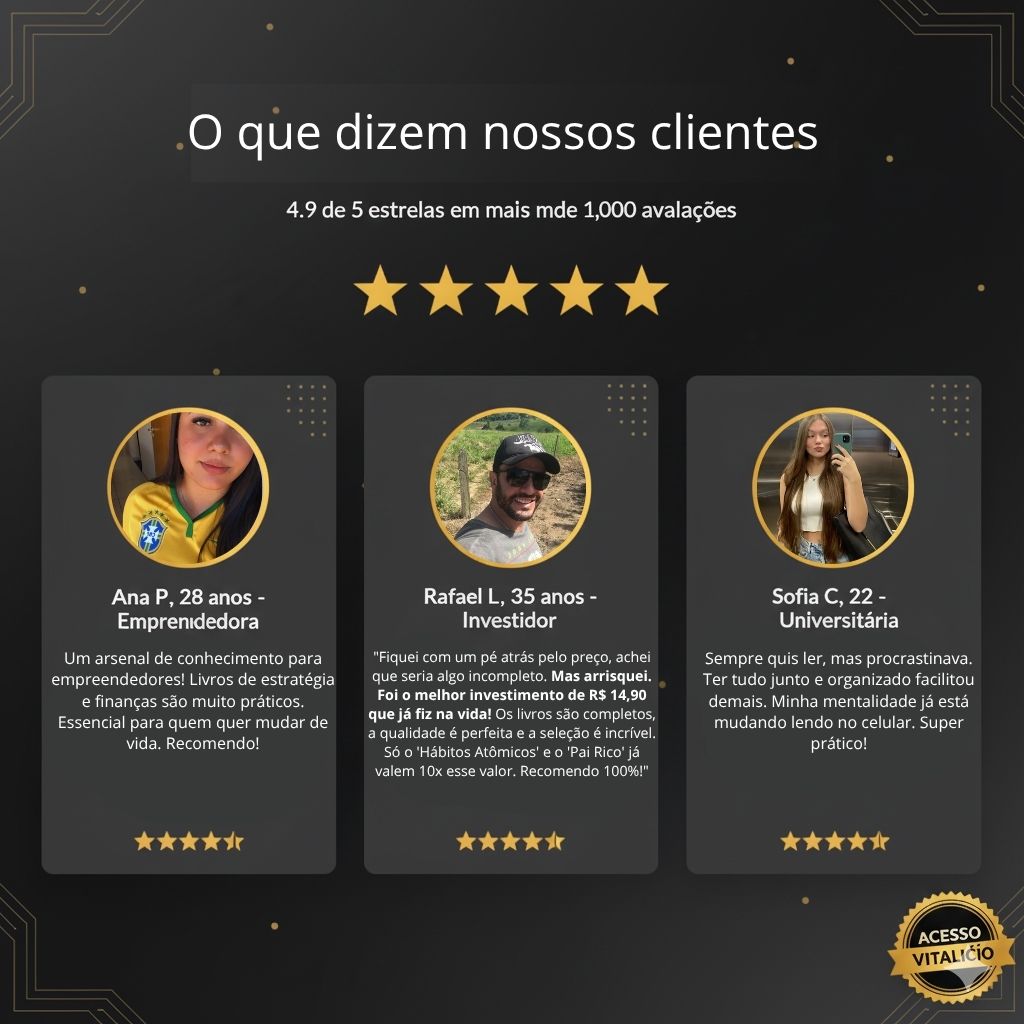 O que dizem nossos clientes
4.9 de 5 estrelas em mais mde 1,000 avalações
Ana P, 28 anos -
Emprenıdedora
Um arsenal de conhecimento para
empreendedores! Livros de estratégia
e finanças são muito práticos.
Essencial para quem quer mudar de
vida. Recomendo!
Rafael L, 35 anos -
Investidor
"Fiquei com um pé atrás pelo preço, achei
que seria algo incompleto. Mas arrisquei.
Foi o melhor investimento de R$ 14,90
que já fiz na vida! Os livros são completos,
a qualidade é perfeita e a seleção é incrível.
Só o 'Hábitos Atômicos' e o 'Pai Rico' já
valem 10x esse valor. Recomendo 100%!"
Sofia C, 22 -
Universitária
Sempre quis ler, mas procrastinava.
Ter tudo junto e organizado facilitou
demais. Minha mentalidade já está
mudando lendo no celular. Super
prático!
ACESSO
VITALIČÍO